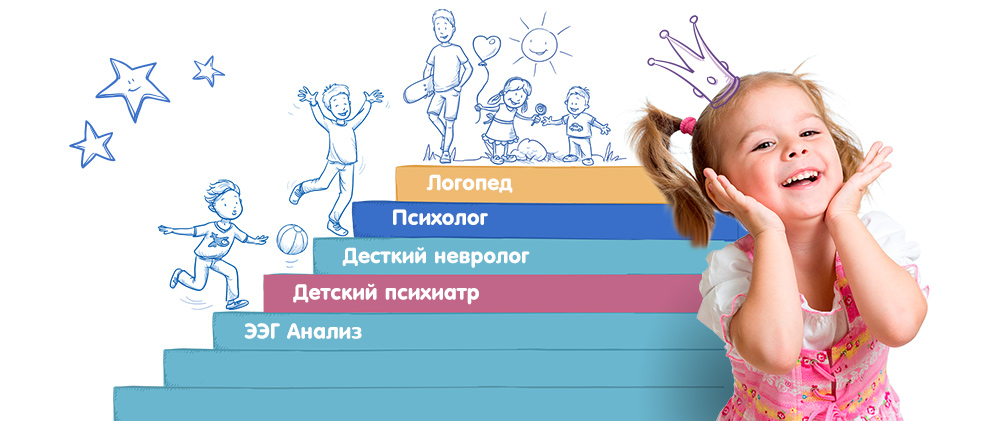 Логопед
Психолог
Десткий невролог
Детский психиатр
ЭЭГ Анализ